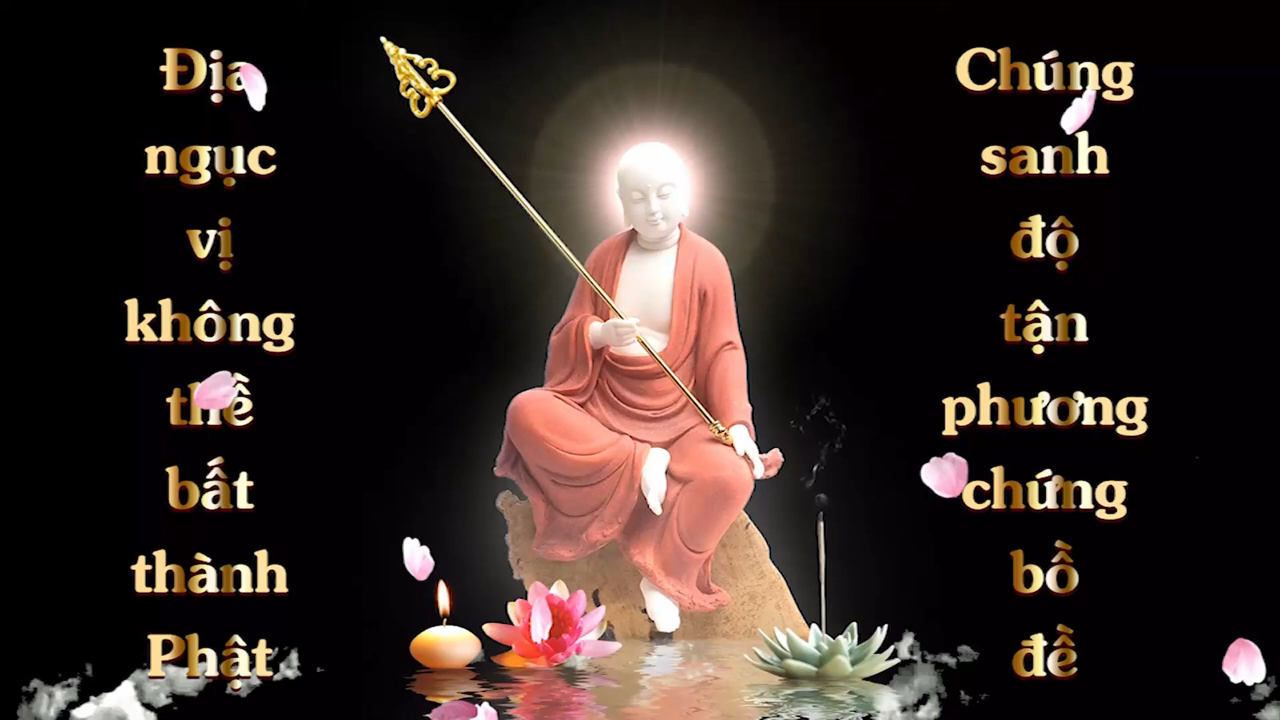 Địa
ngục
vị
không
thề
bất
thành
Phật
Chúng
sanh
độ
tận
phương
chứng
bồ
đề